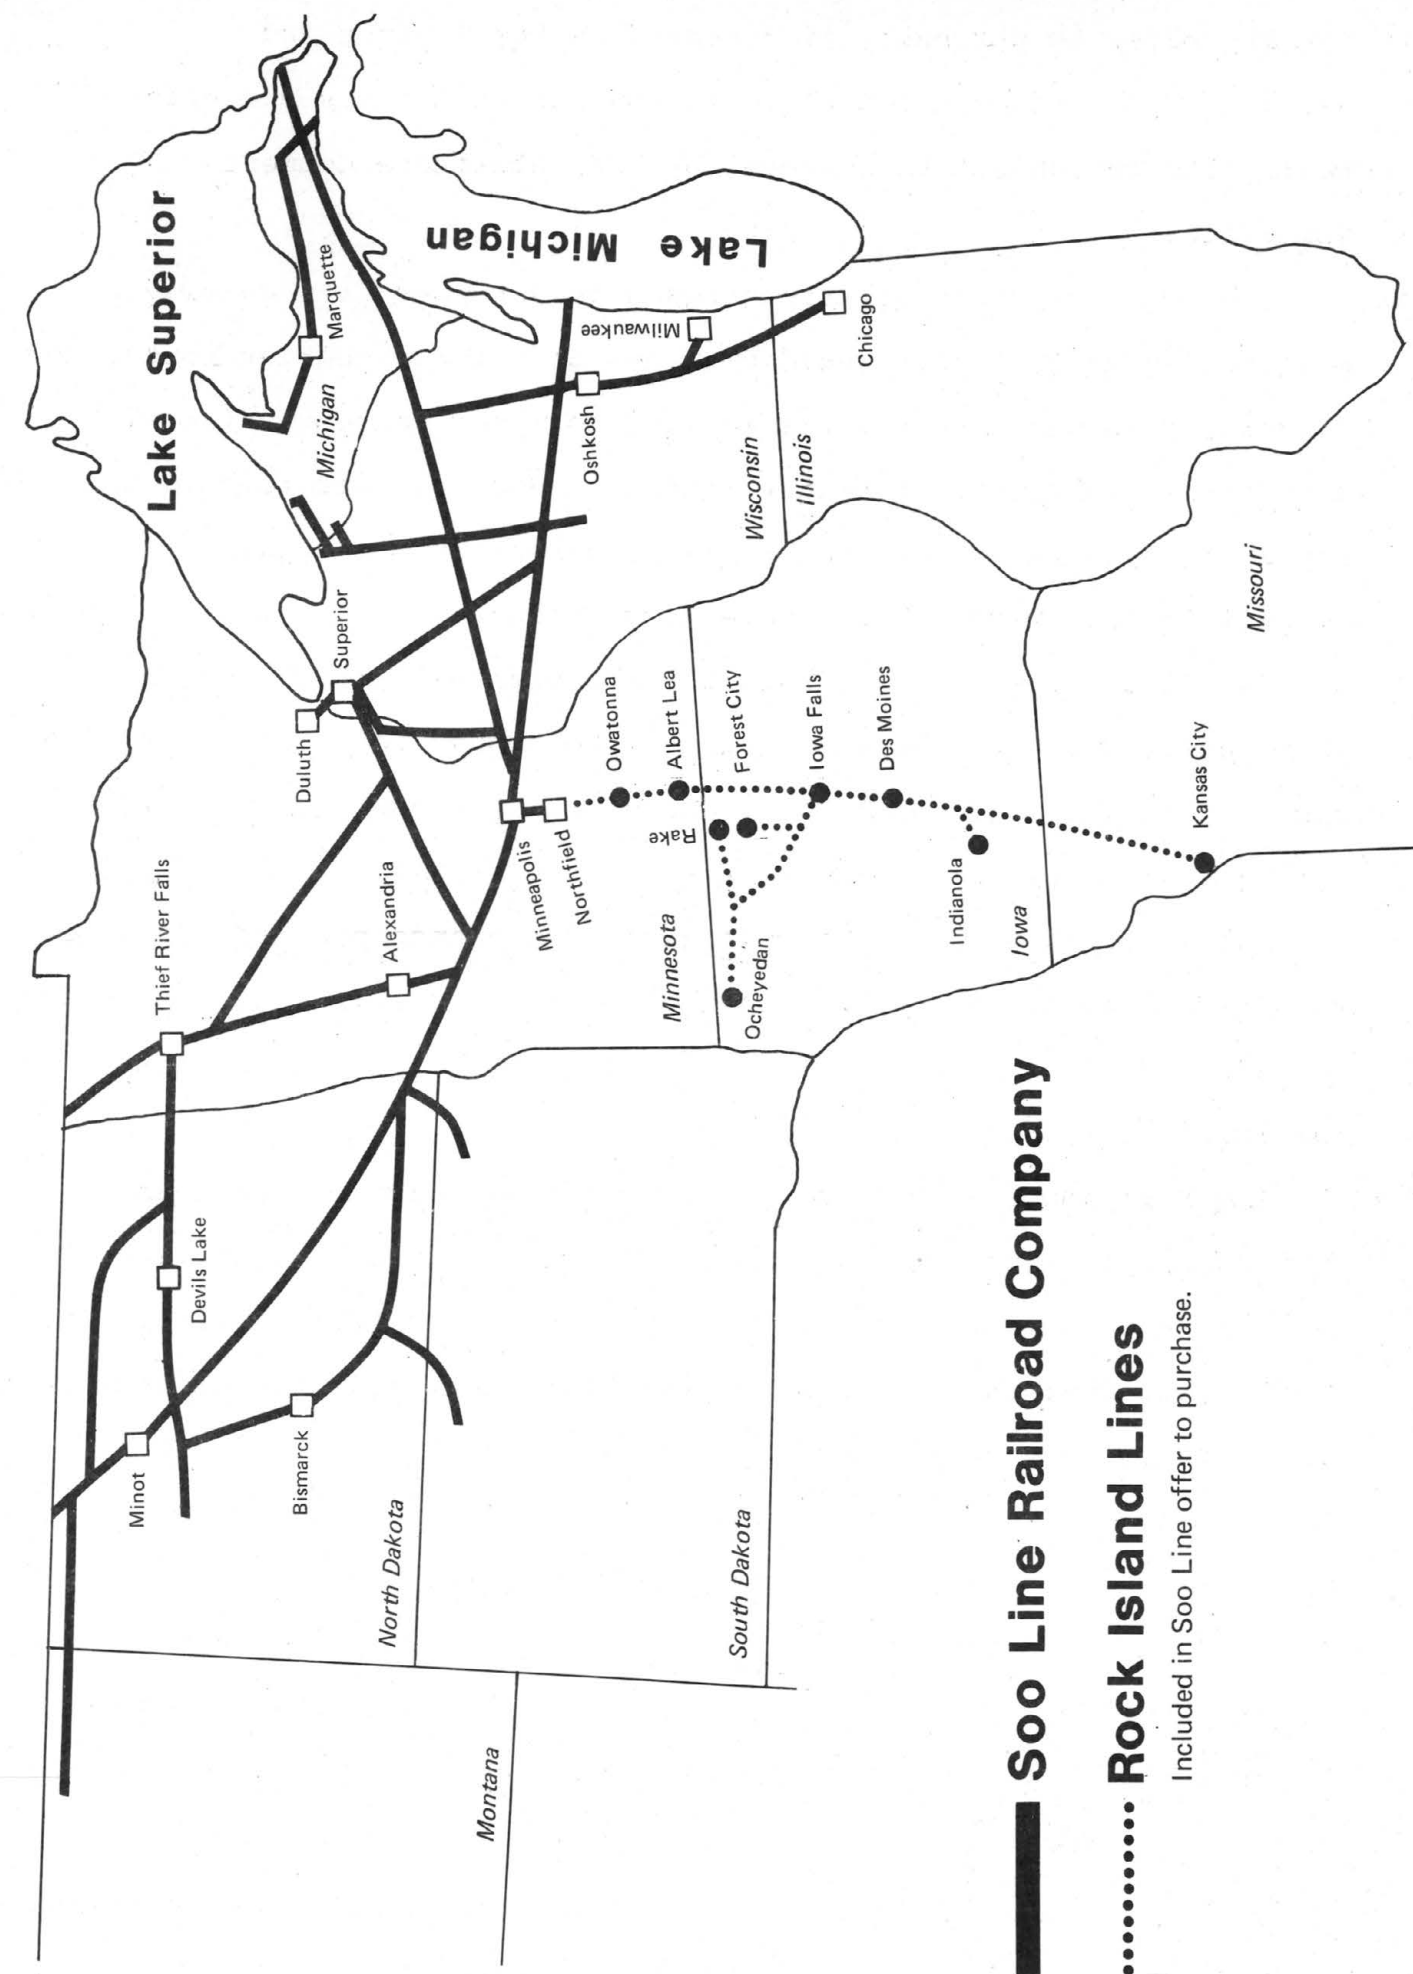 Lake Superior
Lake Michigan
Marquette
Michigan
Milwaukee
Chicago
Oshkosh
Wisconsin
Illinois
Superior
Duluth
Thief River Falls
Alexandria
Minneapolis
Northfield
Owatonna
Albert Lea
Forest City
Iowa Falls
Des Moines
Rake
Minnesota
Ocheyedan
Indianola
Iowa
Kansas City
Missouri
Devils Lake
Minot
Bismarck
North Dakota
South Dakota
Montana
Soo Line Railroad Company
Rock Island Lines
Included in Soo Line offer to purchase.